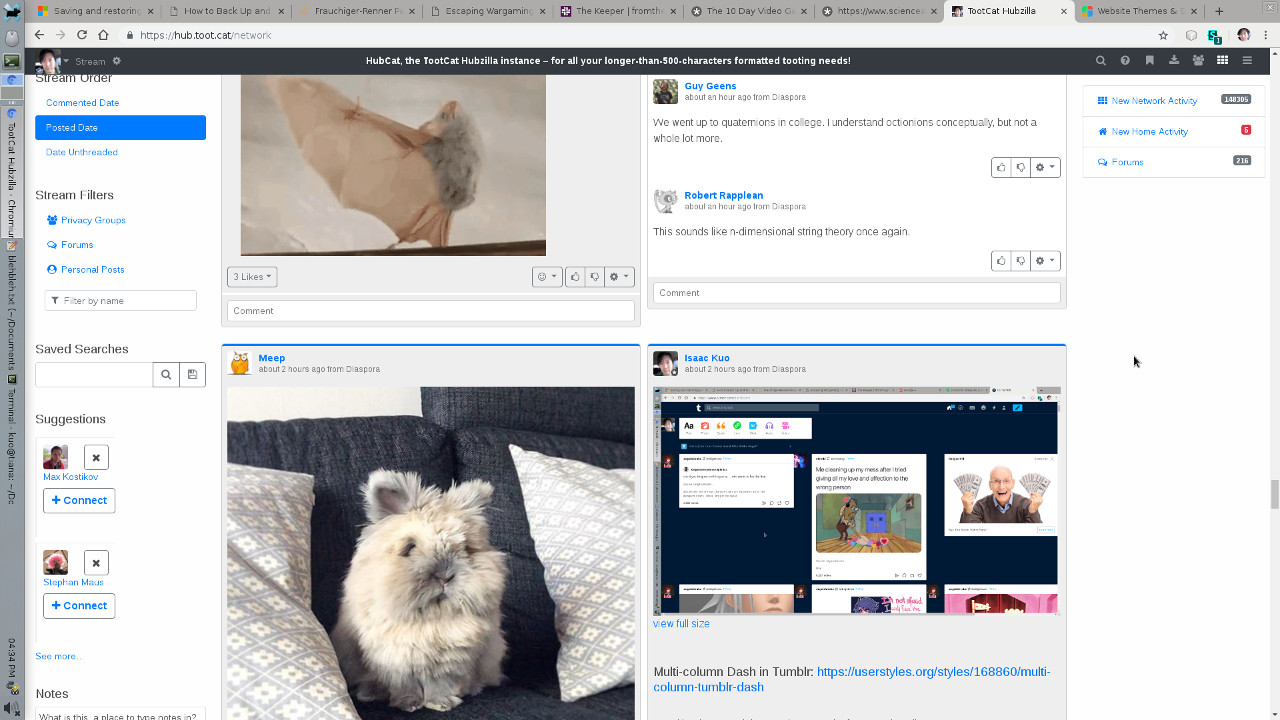 Saving and restoring
How to Back Up and
Frauchiger-Renner P
Escapades Wargaming
The Keeper | fromthe
The 10 Day Video G
https://www.science
TootCat Hubzilla
Website Themes & S
https://hub.toot.cat/network
Stream
HubCat, the TootCat Hubzilla instance – for all your longer-than-500-characters formatted tooting needs!
Stream Order
Commented Date
Posted Date
Date Unthreaded
Stream Filters
Privacy Groups
Forums
Personal Posts
Filter by name
Saved Searches
Suggestions
Max Kostikov
+ Connect
Stephan Maus
+ Connect
See more...
Notes
What is this, a place to type notes in?
3 Likes
Comment
Meep
about 2 hours ago from Diaspora
Guy Geens
about an hour ago from Diaspora
We went up to quaternions in college. I understand octionions conceptually, but not a
whole lot more.
Robert Rapplean
about an hour ago from Diaspora
This sounds like n-dimensional string theory once again.
Comment
Isaac Kuo
about 2 hours ago from Diaspora
Me cleaning up my mess after I tried
giving all my love and affection to the
wrong person
I'm not afraid
view full size
Multi-column Dash in Tumblr: https://userstyles.org/styles/168860/multi-
column-tumblr-dash
New Network Activity 148305
New Home Activity 5
Forums 216